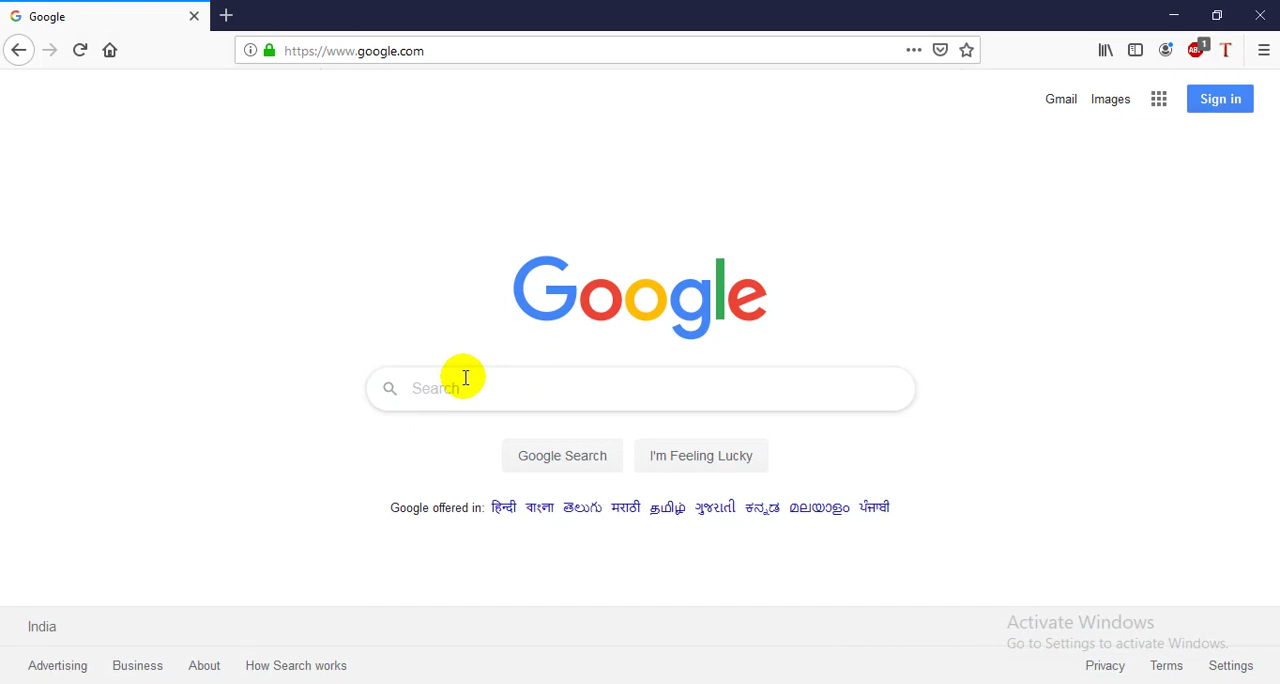 Google
https://www.google.com
ABP 1 T
Gmail Images Sign in
Google
Search
Google Search I'm Feeling Lucky
Google offered in: हिन्दी বাংলা తెలుగు मराठी தமிழ் ગુજરાતી ಕನ್ನಡ മലയാളം ਪੰਜਾਬੀ
India
Activate Windows
Go to Settings to activate Windows.
Advertising Business About How Search works Privacy Terms Settings